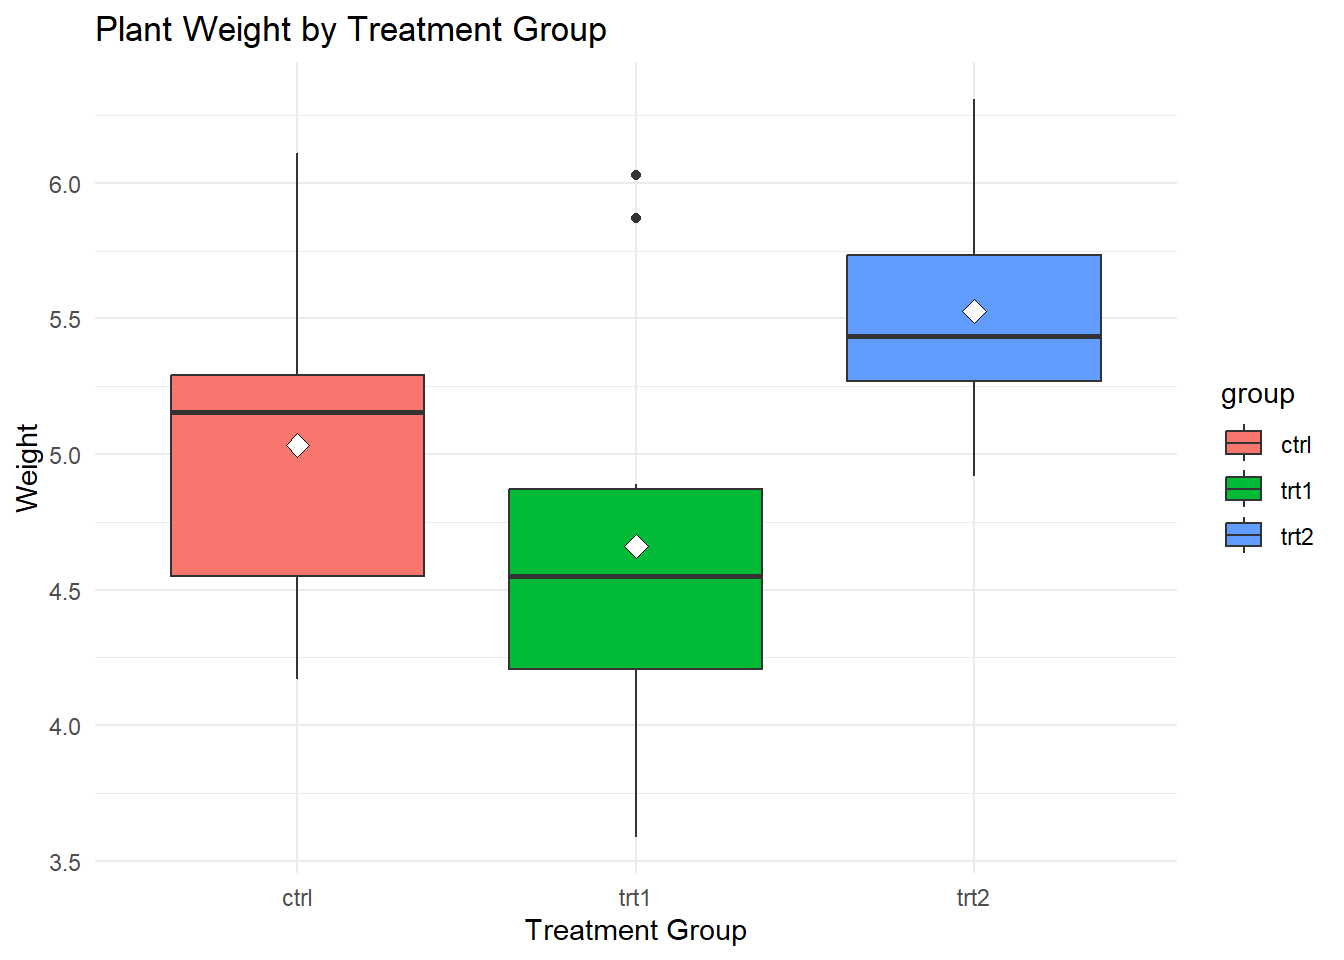 Plant Weight by Treatment Group
Weight
6.0
5.5
5.0
4.5
4.0
3.5
ctrl trt1 trt2
Treatment Group
group
ctrl
trt1
trt2